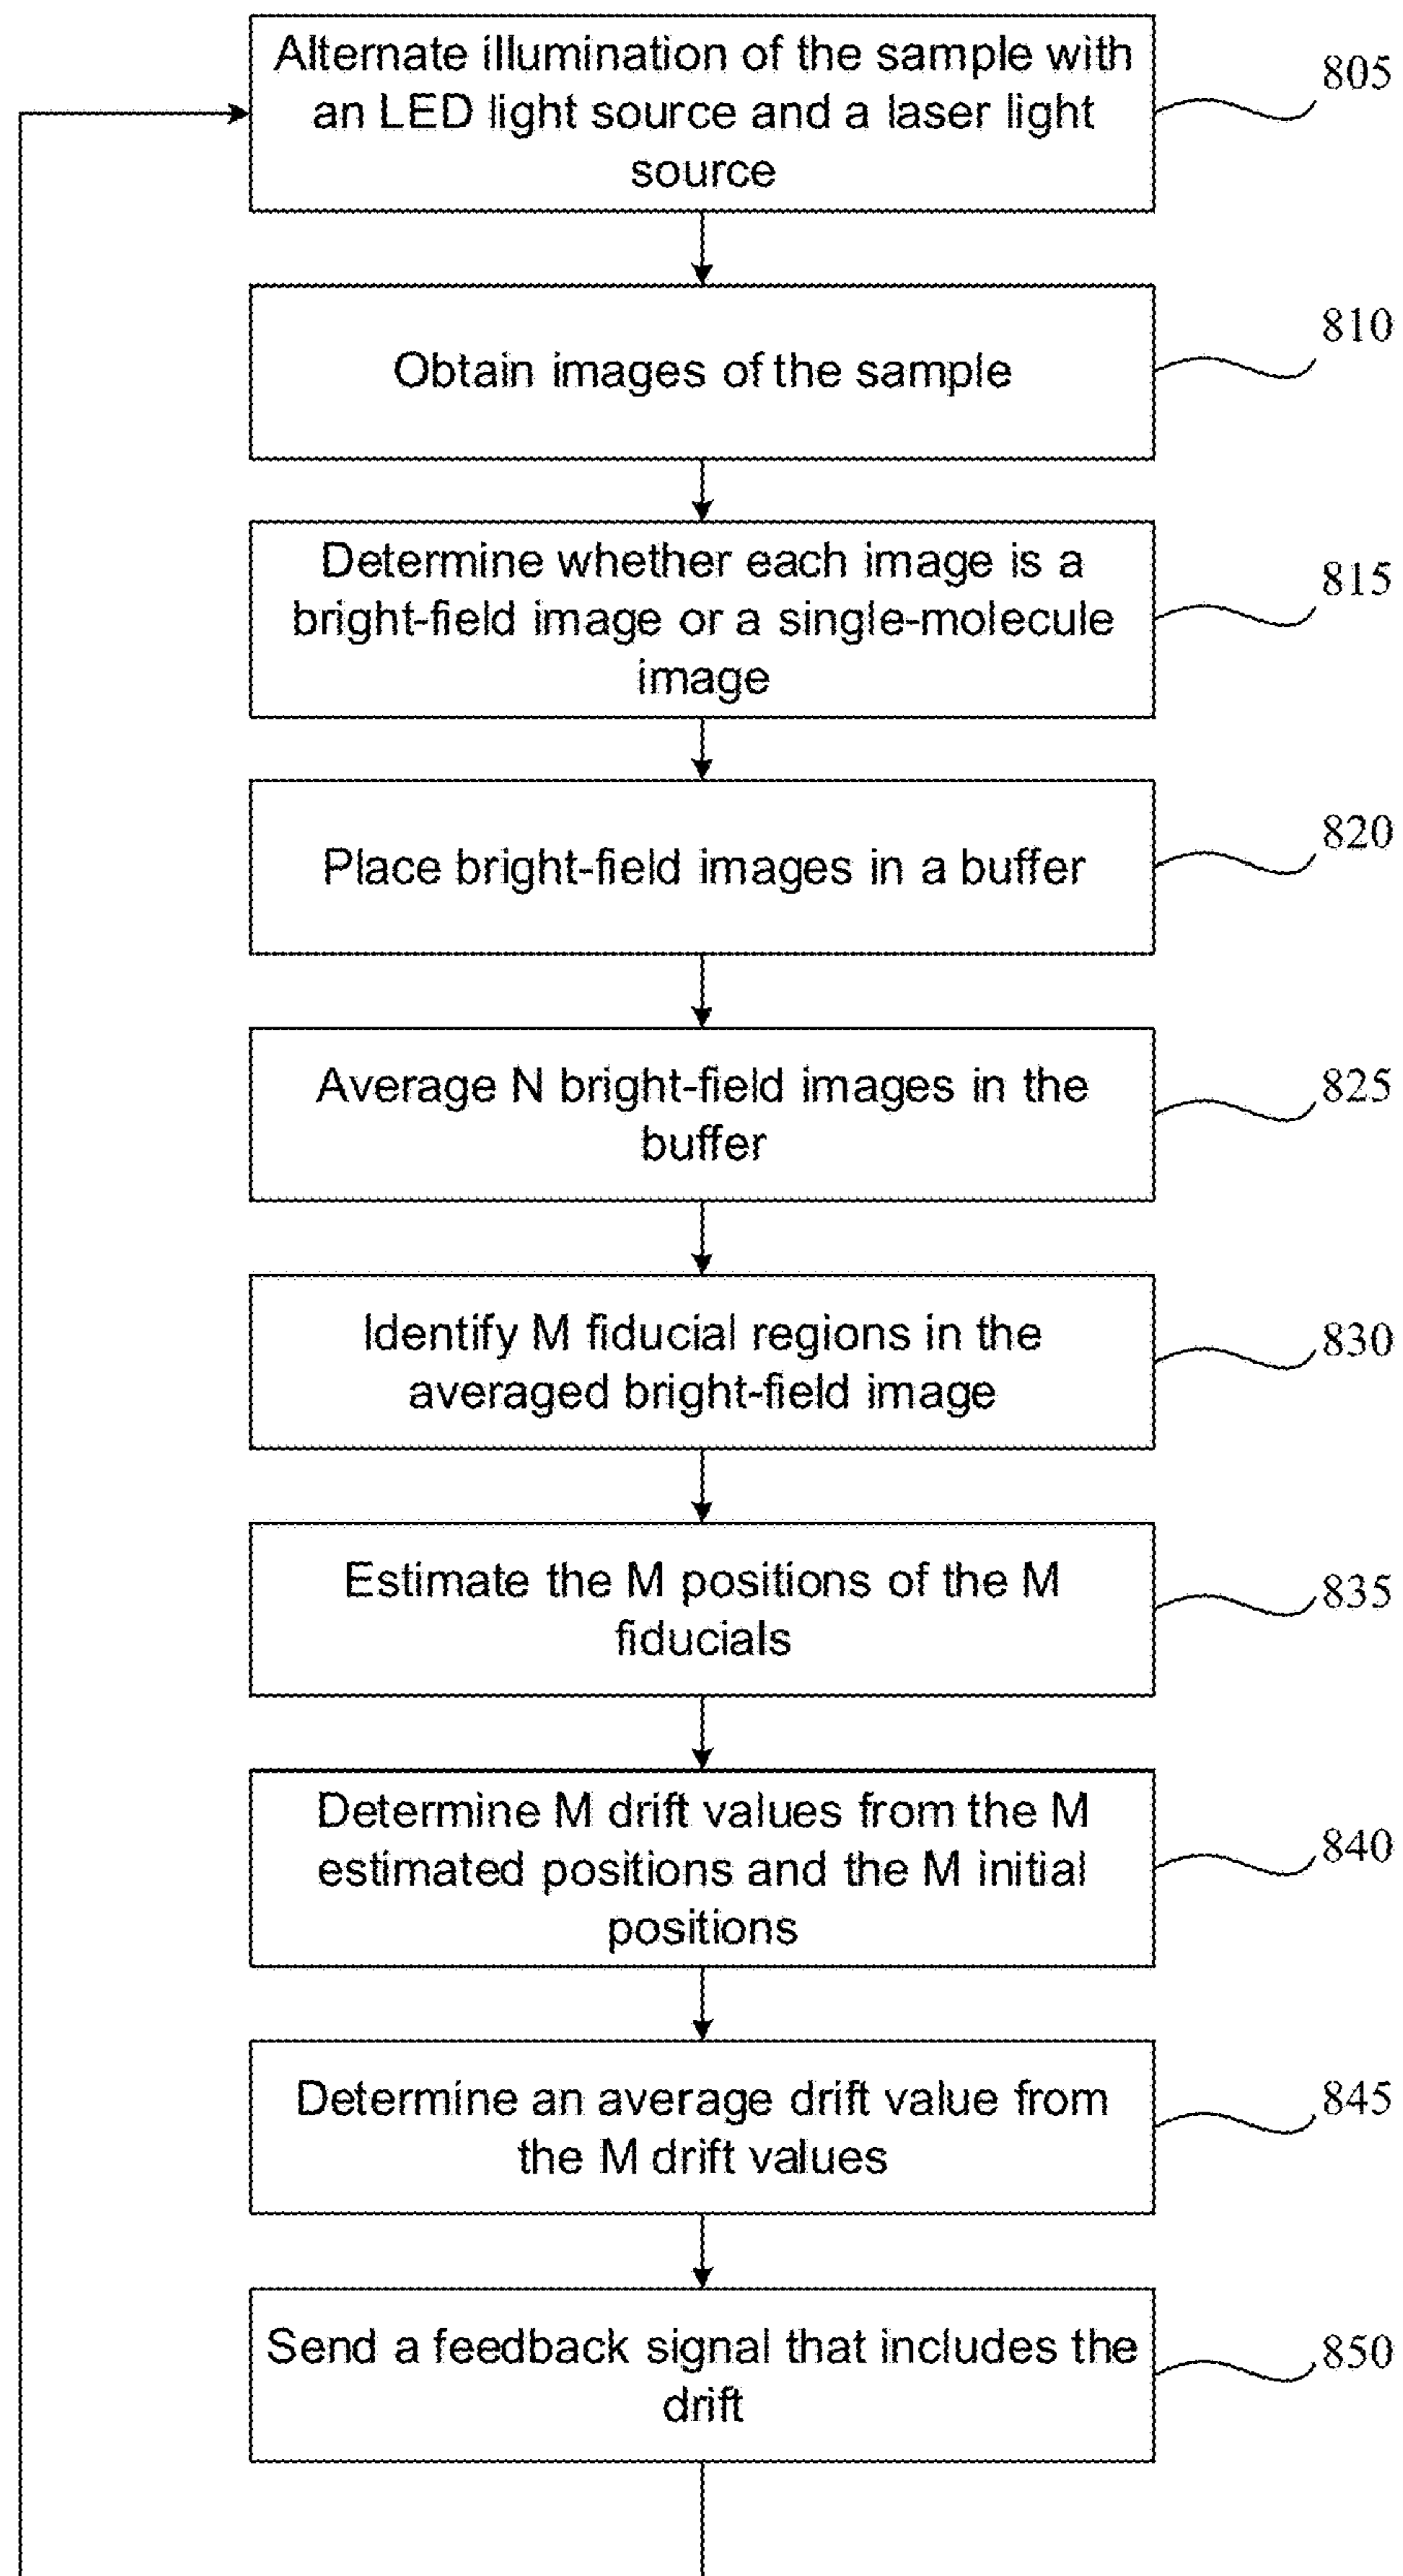 Alternate illumination of the sample with
an LED light source and a laser light
source
805
Obtain images of the sample
810
Determine whether each image is a
bright-field image or a single-molecule
image
815
Place bright-field images in a buffer
820
Average N bright-field images in the
buffer
825
Identify M fiducial regions in the
averaged bright-field image
830
Estimate the M positions of the M
fiducials
835
Determine M drift values from the M
estimated positions and the M initial
positions
840
Determine an average drift value from
the M drift values
845
Send a feedback signal that includes the
drift
850